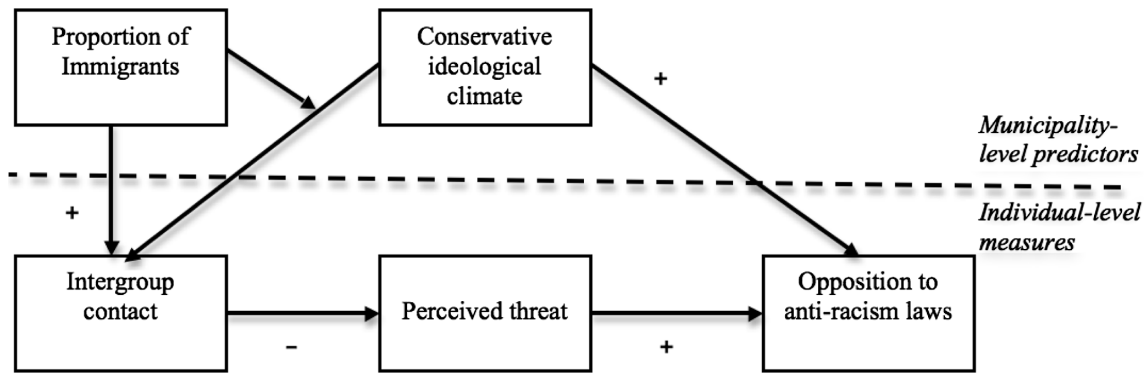 Proportion of
Immigrants
Conservative
ideological
climate
+
Municipality-
level predictors
+
Individual-level
measures
Intergroup
contact
Perceived threat
Opposition to
anti-racism laws
–
+